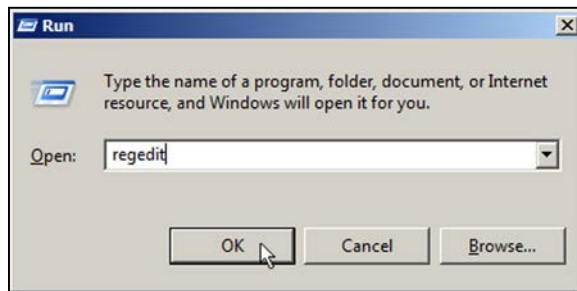 Run
Type the name of a program, folder, document, or Internet
resource, and Windows will open it for you.
Open: regedit
OK Cancel Browse...